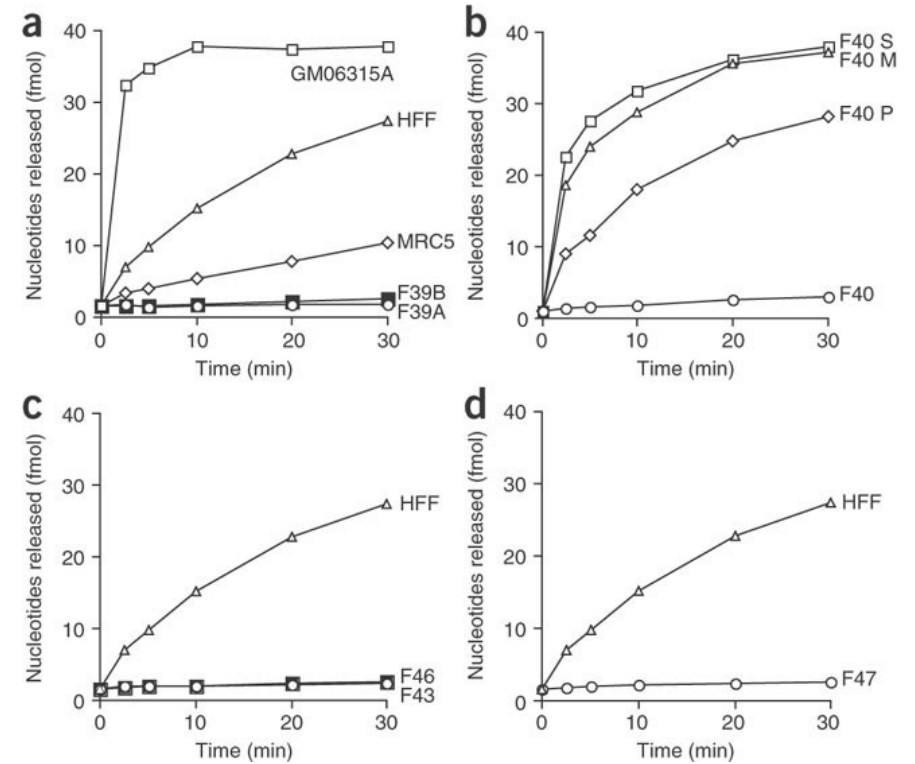 a
Nucleotides released (fmol)
40
30
20
10
0
GM06315A
HFF
MRC5
F39B
F39A
0 10 20 30
Time (min)
b
Nucleotides released (fmol)
40
30
20
10
0
F40 S
F40 M
F40 P
F40
0 10 20 30
Time (min)
c
Nucleotides released (fmol)
40
30
20
10
0
HFF
F46
F43
0 10 20 30
Time (min)
d
Nucleotides released (fmol)
40
30
20
10
0
HFF
F47
0 10 20 30
Time (min)